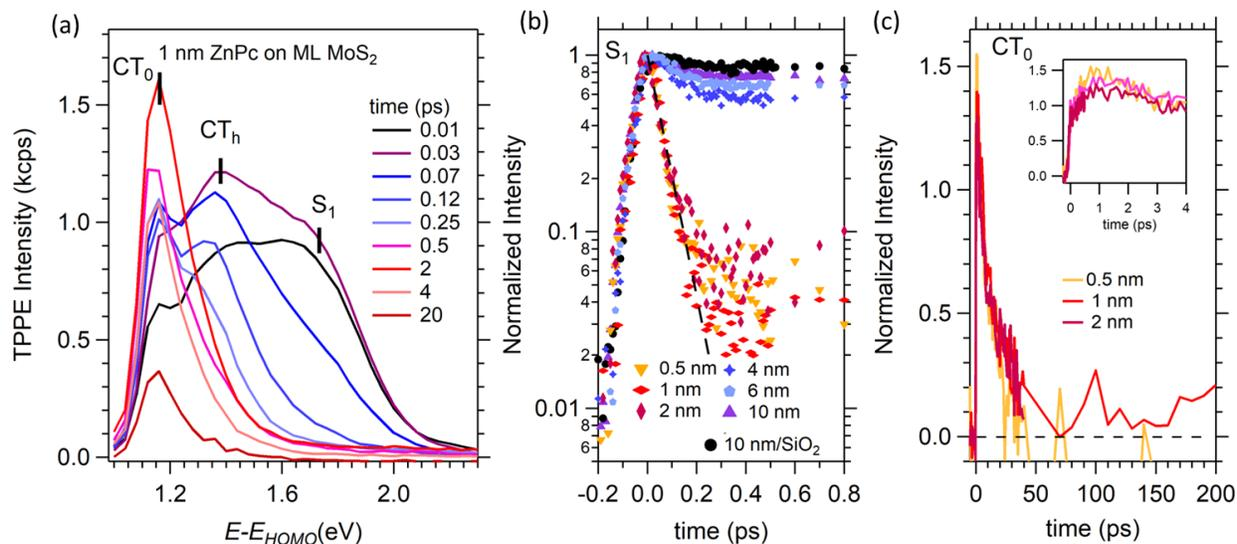 (a)
1 nm ZnPc on ML MoS2
CT0
CTh
S1
time (ps)
0.01
0.03
0.07
0.12
0.25
0.5
2
4
20
TPPE Intensity (kcps)
1.5
1.0
0.5
0.0
1.2
1.6
2.0
E-EHOMO(eV)
(b)
S1
Normalized Intensity
1
8
6
4
2
0.1
8
6
4
2
0.01
8
6
0.5 nm
1 nm
2 nm
4 nm
6 nm
10 nm
10 nm/SiO2
-0.2
0.0
0.2
0.4
0.6
0.8
time (ps)
(c)
CT0
Normalized Intensity
1.5
1.0
0.5
0.0
1.5
1.0
0.5
0.0
0
1
2
3
4
time (ps)
0.5 nm
1 nm
2 nm
0
50
100
150
200
time (ps)